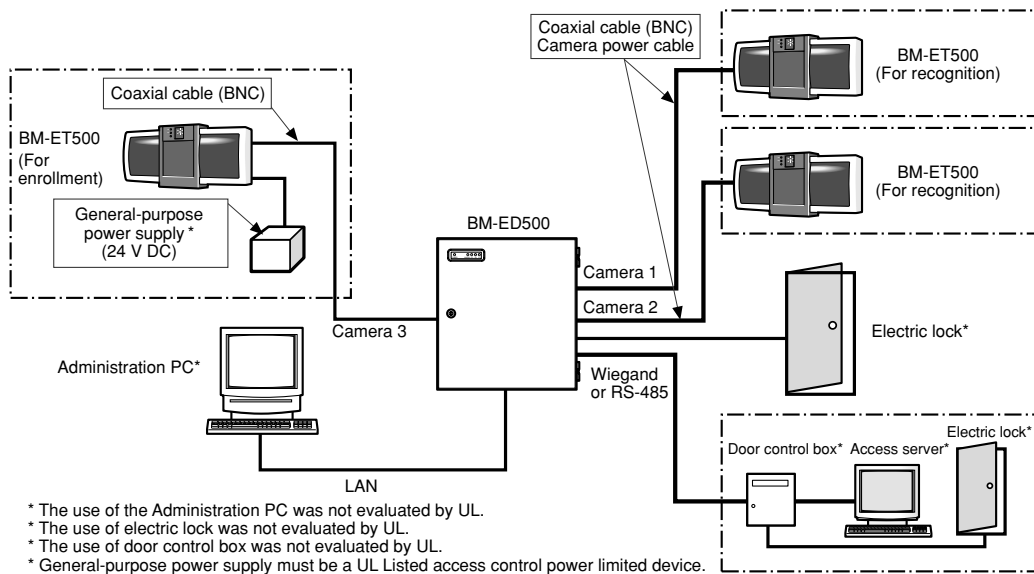 Coaxial cable (BNC)
Camera power cable
BM-ET500
(For recognition)
Coaxial cable (BNC)
BM-ET500
(For
enrollment)
BM-ET500
(For recognition)
General-purpose
power supply *
(24 V DC)
BM-ED500
Camera 1
Camera 2
Camera 3
Electric lock*
Administration PC*
Wiegand
or RS-485
Door control box*
Access server*
Electric lock*
LAN
* The use of the Administration PC was not evaluated by UL.
* The use of electric lock was not evaluated by UL.
* The use of door control box was not evaluated by UL.
* General-purpose power supply must be a UL Listed access control power limited device.